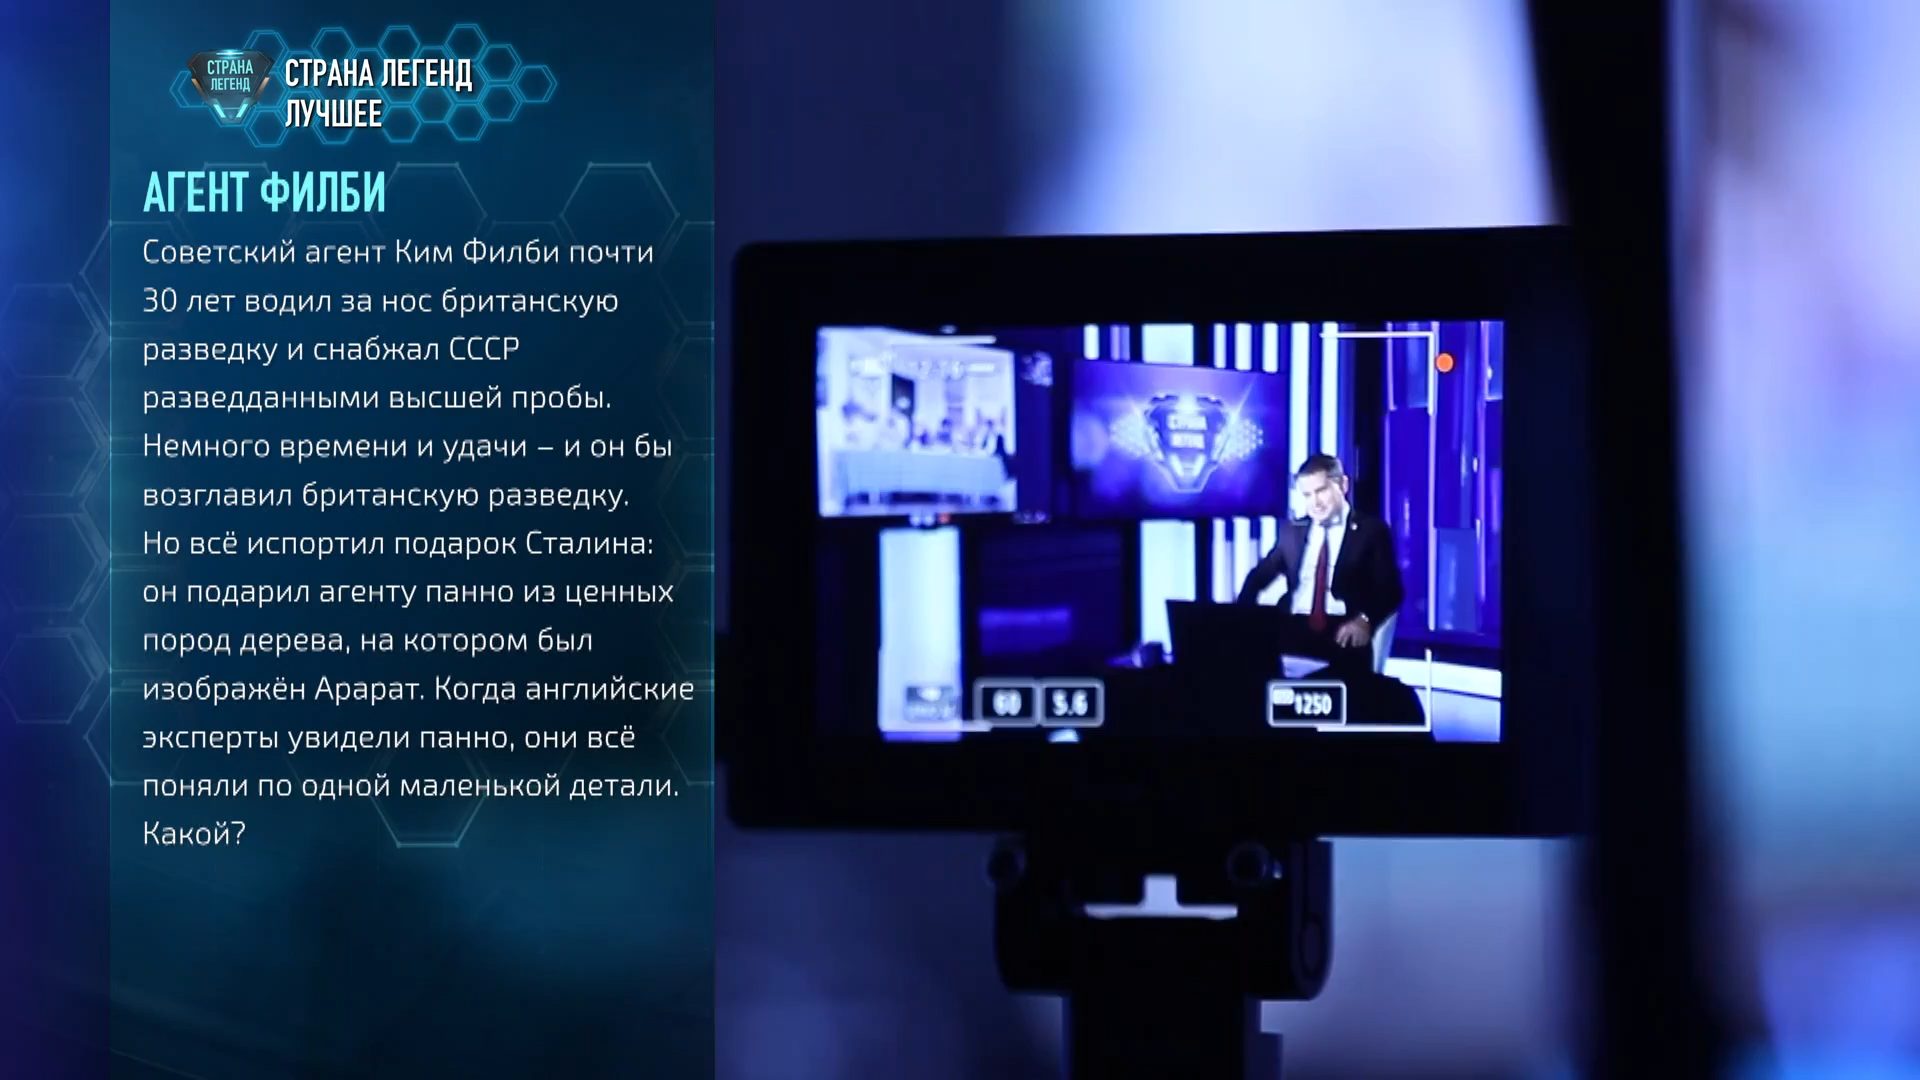 СТРАНА
ЛЕГЕНД
СТРАНА ЛЕГЕНД
ЛУЧШЕЕ
АГЕНТ ФИЛБИ
Советский агент Ким Филби почти
30 лет водил за нос британскую
разведку и снабжал СССР
разведданными высшей пробы.
Немного времени и удачи – и он бы
возглавил британскую разведку.
Но всё испортил подарок Сталина:
он подарил агенту панно из ценных
пород дерева, на котором был
изображён Арарат. Когда английские
эксперты увидели панно, они всё
поняли по одной маленькой детали.
Какой?
СТРАНА
ЛЕГЕНД
60
5.6
1250